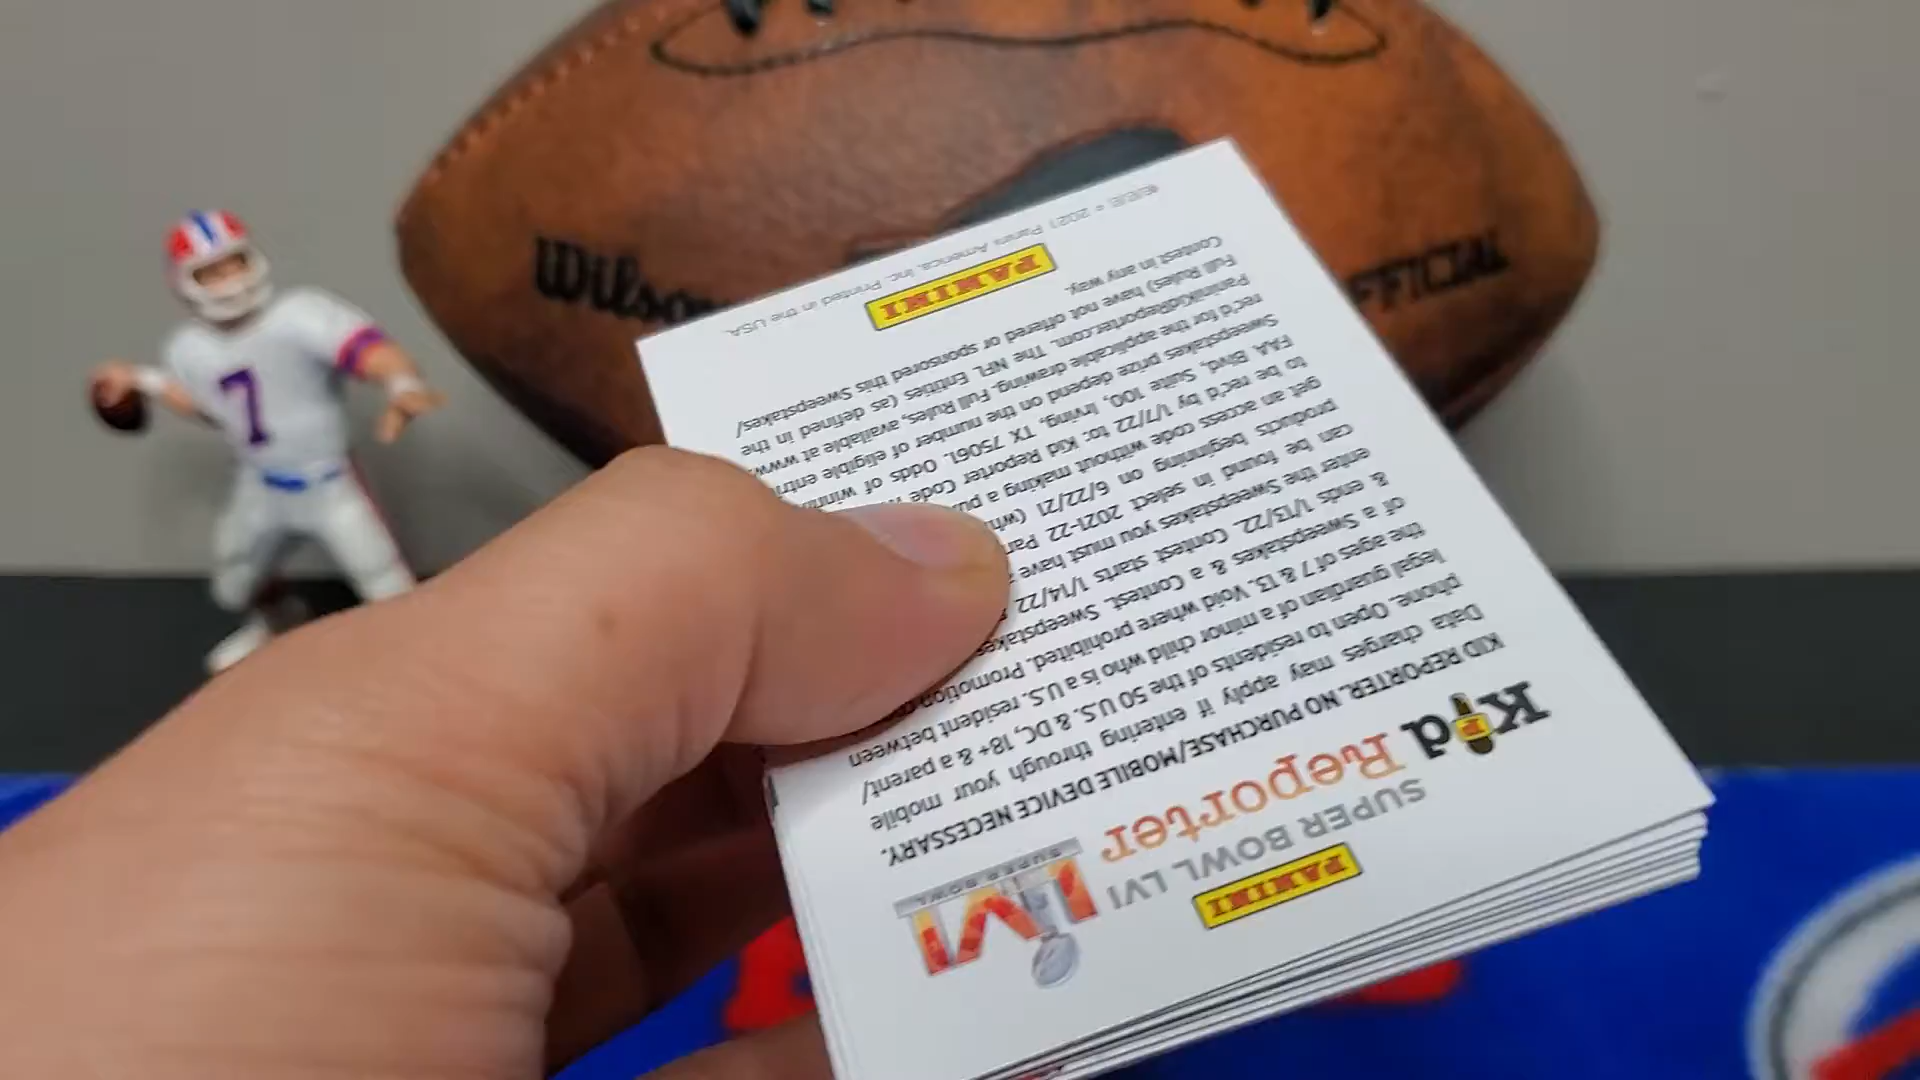 Wilson
FFICIAL
7
PANINI
SUPER BOWL LVI
Kid Reporter
LVI
SUPER BOWL
KID REPORTER. NO PURCHASE/MOBILE DEVICE NECESSARY.
Data charges may apply if entering through your mobile
phone. Open to residents of the 50 U.S. & DC, 18+ & a parent/
legal guardian of a minor child who is a U.S. resident between
the ages of 7 & 13. Void where prohibited. Promotion
of a Sweepstakes & a Contest. Sweepstakes
& ends 1/13/22. Contest starts 1/14/22
enter the Sweepstakes you must have
can be found in select 2021-22
products beginning on 6/22/21
get an access code without making a
to be rec'd by 1/7/22 to: Kid Reporter Code
FAA Blvd, Suite 100, Irving, TX 75061. Odds of
Sweepstakes prize depend on the number of eligible
rec'd for the applicable drawing. Full Rules, available at
PaniniKidReporter.com. The NFL Entities (as defined in the
Full Rules) have not offered or sponsored this Sweepstakes/
Contest in any way.
PANINI
2021 Panini America, Inc. Printed in the USA.